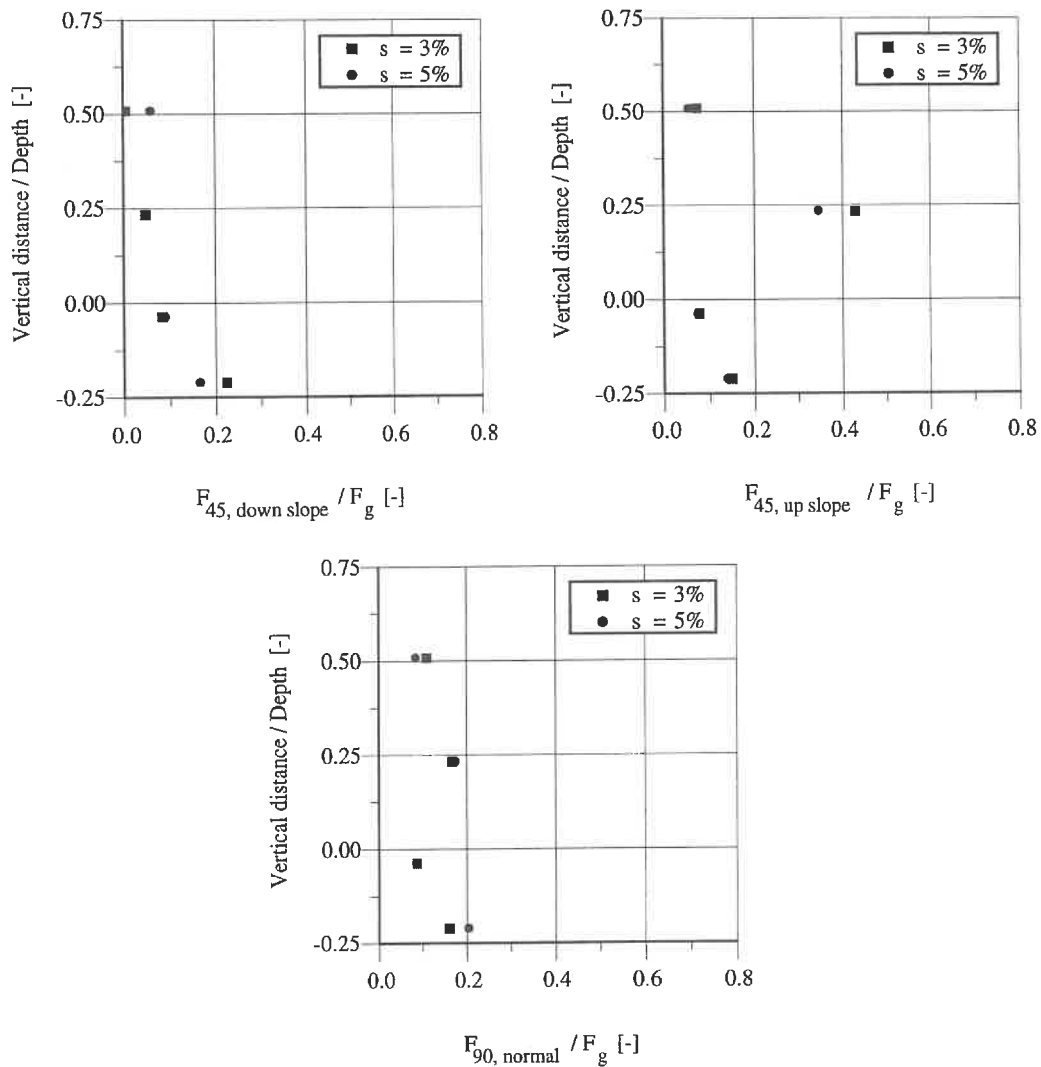 0.75
0.50
0.25
0.00
-0.25
Vertical distance / Depth [-]
s = 3%
s = 5%
0.0 0.2 0.4 0.6 0.8
F45, down slope / Fg [-]
0.75
0.50
0.25
0.00
-0.25
Vertical distance / Depth [-]
s = 3%
s = 5%
0.0 0.2 0.4 0.6 0.8
F45, up slope / Fg [-]
0.75
0.50
0.25
0.00
-0.25
Vertical distance / Depth [-]
s = 3%
s = 5%
0.0 0.2 0.4 0.6 0.8
F90, normal / Fg [-]